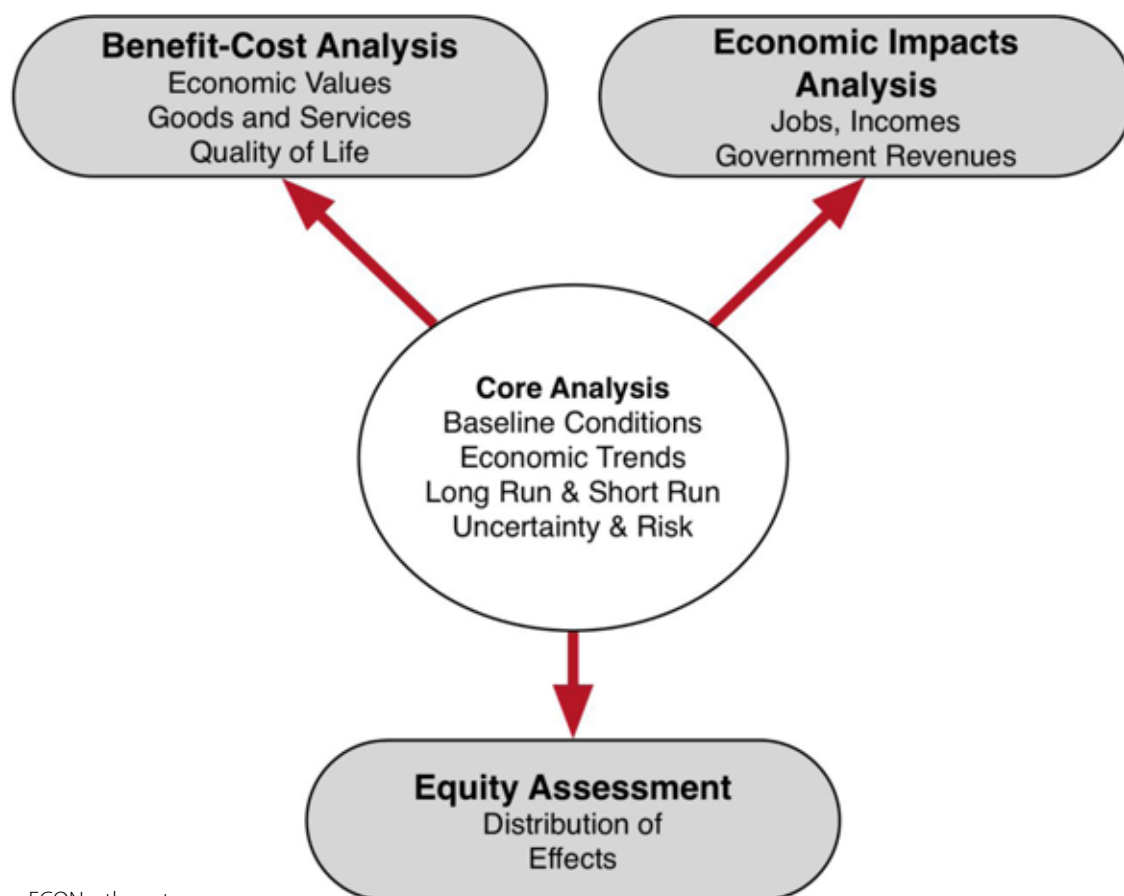 Benefit-Cost Analysis
Economic Values
Goods and Services
Quality of Life
Economic Impacts
Analysis
Jobs, Incomes
Government Revenues
Core Analysis
Baseline Conditions
Economic Trends
Long Run & Short Run
Uncertainty & Risk
Equity Assessment
Distribution of
Effects